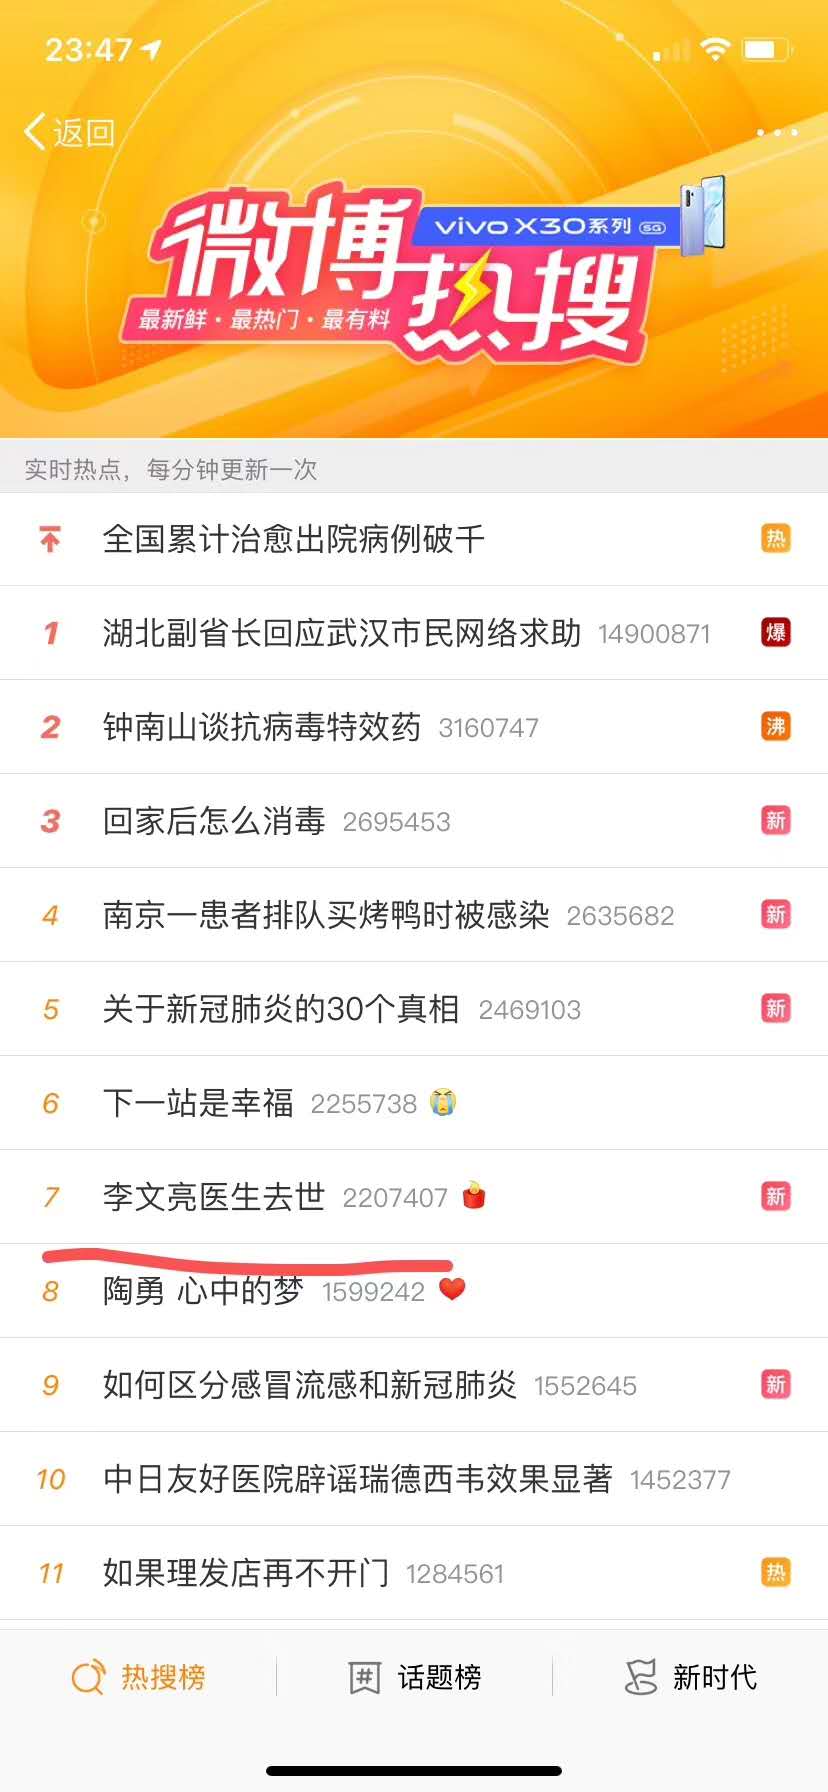 23:47
返回
微博热搜
vivo X30系列 5G
最新鲜·最热门·最有料
实时热点，每分钟更新一次
全国累计治愈出院病例破千 热
1 湖北副省长回应武汉市民网络求助 14900871 爆
2 钟南山谈抗病毒特效药 3160747 沸
3 回家后怎么消毒 2695453 新
4 南京一患者排队买烤鸭时被感染 2635682 新
5 关于新冠肺炎的30个真相 2469103 新
6 下一站是幸福 2255738
7 李文亮医生去世 2207407 新
8 陶勇 心中的梦 1599242
9 如何区分感冒流感和新冠肺炎 1552645 新
10 中日友好医院辟谣瑞德西韦效果显著 1452377
11 如果理发店再不开门 1284561 热
热搜榜 # 话题榜 新时代